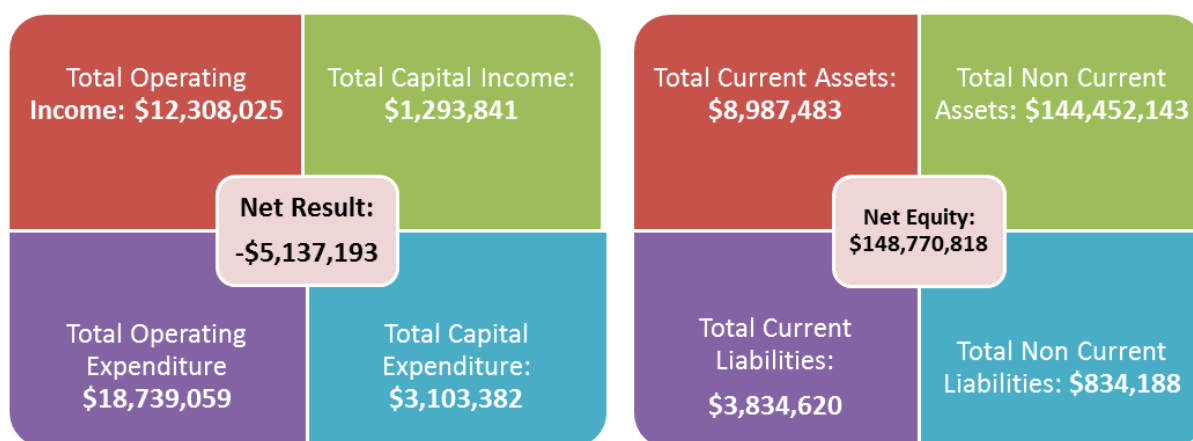 Total Operating
Income: $12,308,025
Total Capital Income:
$1,293,841
Net Result:
-$5,137,193
Total Operating
Expenditure
$18,739,059
Total Capital
Expenditure:
$3,103,382
Total Current Assets:
$8,987,483
Total Non Current
Assets: $144,452,143
Net Equity:
$148,770,818
Total Current
Liabilities:
$3,834,620
Total Non Current
Liabilities: $834,188